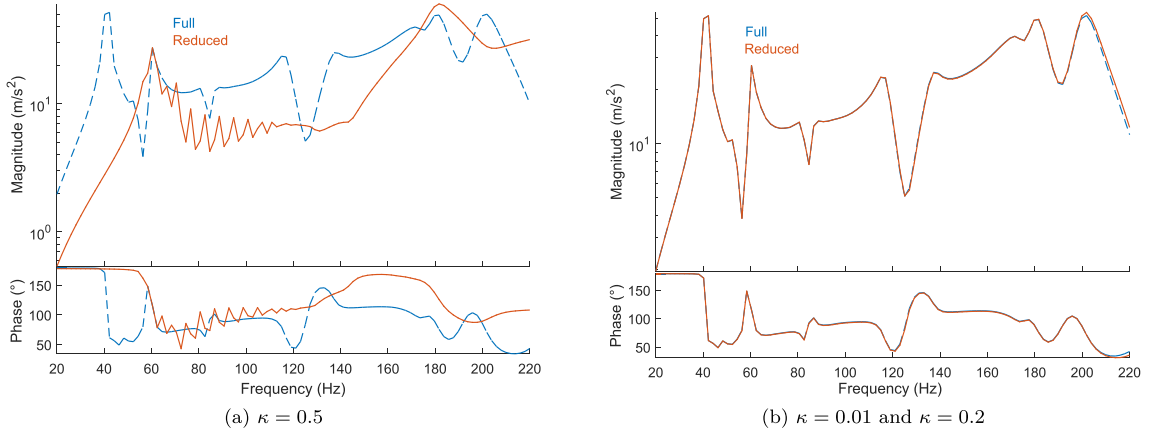 Full
Reduced
Magnitude (m/s²)
10¹
10⁰
Phase (°)
150
100
50
20 40 60 80 100 120 140 160 180 200 220
Frequency (Hz)
(a) κ = 0.5
Full
Reduced
Magnitude (m/s²)
10¹
Phase (°)
150
100
50
20 40 60 80 100 120 140 160 180 200 220
Frequency (Hz)
(b) κ = 0.01 and κ = 0.2